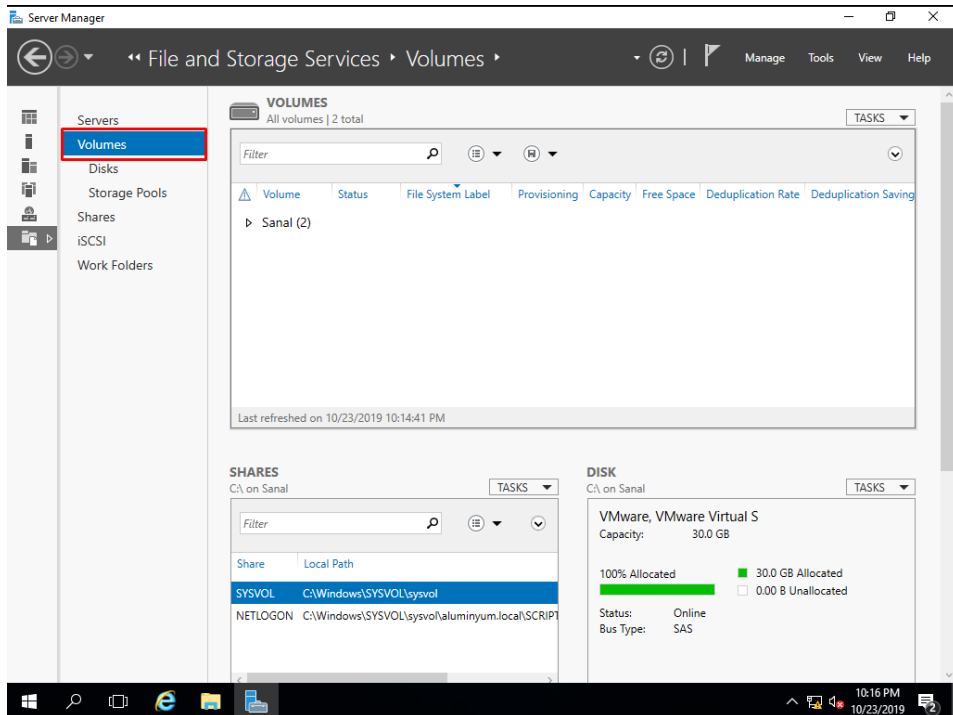 Server Manager
File and Storage Services ‣ Volumes ‣
Manage Tools View Help
Servers
Volumes
Disks
Storage Pools
Shares
iSCSI
Work Folders
VOLUMES
All volumes | 2 total
TASKS
Filter
Volume Status File System Label Provisioning Capacity Free Space Deduplication Rate Deduplication Saving
Sanal (2)
Last refreshed on 10/23/2019 10:14:41 PM
SHARES
C:\ on Sanal
TASKS
Filter
Share Local Path
SYSVOL C:\Windows\SYSVOL\sysvol
NETLOGON C:\Windows\SYSVOL\sysvol\aluminyum.local\SCRIPT
DISK
C:\ on Sanal
TASKS
VMware, VMware Virtual S
Capacity: 30.0 GB
100% Allocated
30.0 GB Allocated
0.00 B Unallocated
Status: Online
Bus Type: SAS
10:16 PM
10/23/2019
2